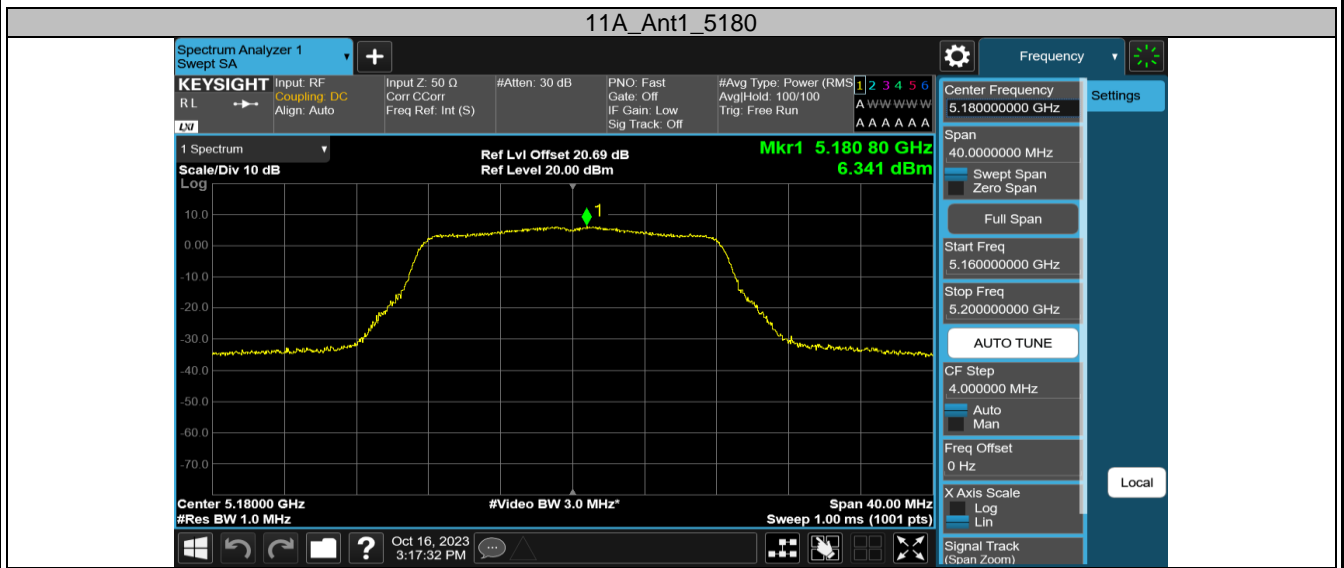 11A_Ant1_5180
Spectrum Analyzer 1
Swept SA
Frequency
KEYSIGHT
RL
LXI
Input: RF
Coupling: DC
Align: Auto
Input Z: 50 Ω
Corr CCorr
Freq Ref: Int (S)
#Atten: 30 dB
PNO: Fast
Gate: Off
IF Gain: Low
Sig Track: Off
#Avg Type: Power (RMS
Avg|Hold: 100/100
Trig: Free Run
1 2 3 4 5 6
A W W W W W
A A A A A A
1 Spectrum
Scale/Div 10 dB
Log
Ref Lvl Offset 20.69 dB
Ref Level 20.00 dBm
Mkr1 5.180 80 GHz
6.341 dBm
1
10.0
0.00
-10.0
-20.0
-30.0
-40.0
-50.0
-60.0
-70.0
Center 5.18000 GHz
#Res BW 1.0 MHz
#Video BW 3.0 MHz*
Span 40.00 MHz
Sweep 1.00 ms (1001 pts)
Oct 16, 2023
3:17:32 PM
Center Frequency
5.180000000 GHz
Span
40.0000000 MHz
Swept Span
Zero Span
Full Span
Start Freq
5.160000000 GHz
Stop Freq
5.200000000 GHz
AUTO TUNE
CF Step
4.000000 MHz
Auto
Man
Freq Offset
0 Hz
X Axis Scale
Log
Lin
Signal Track
(Span Zoom)
Settings
Local